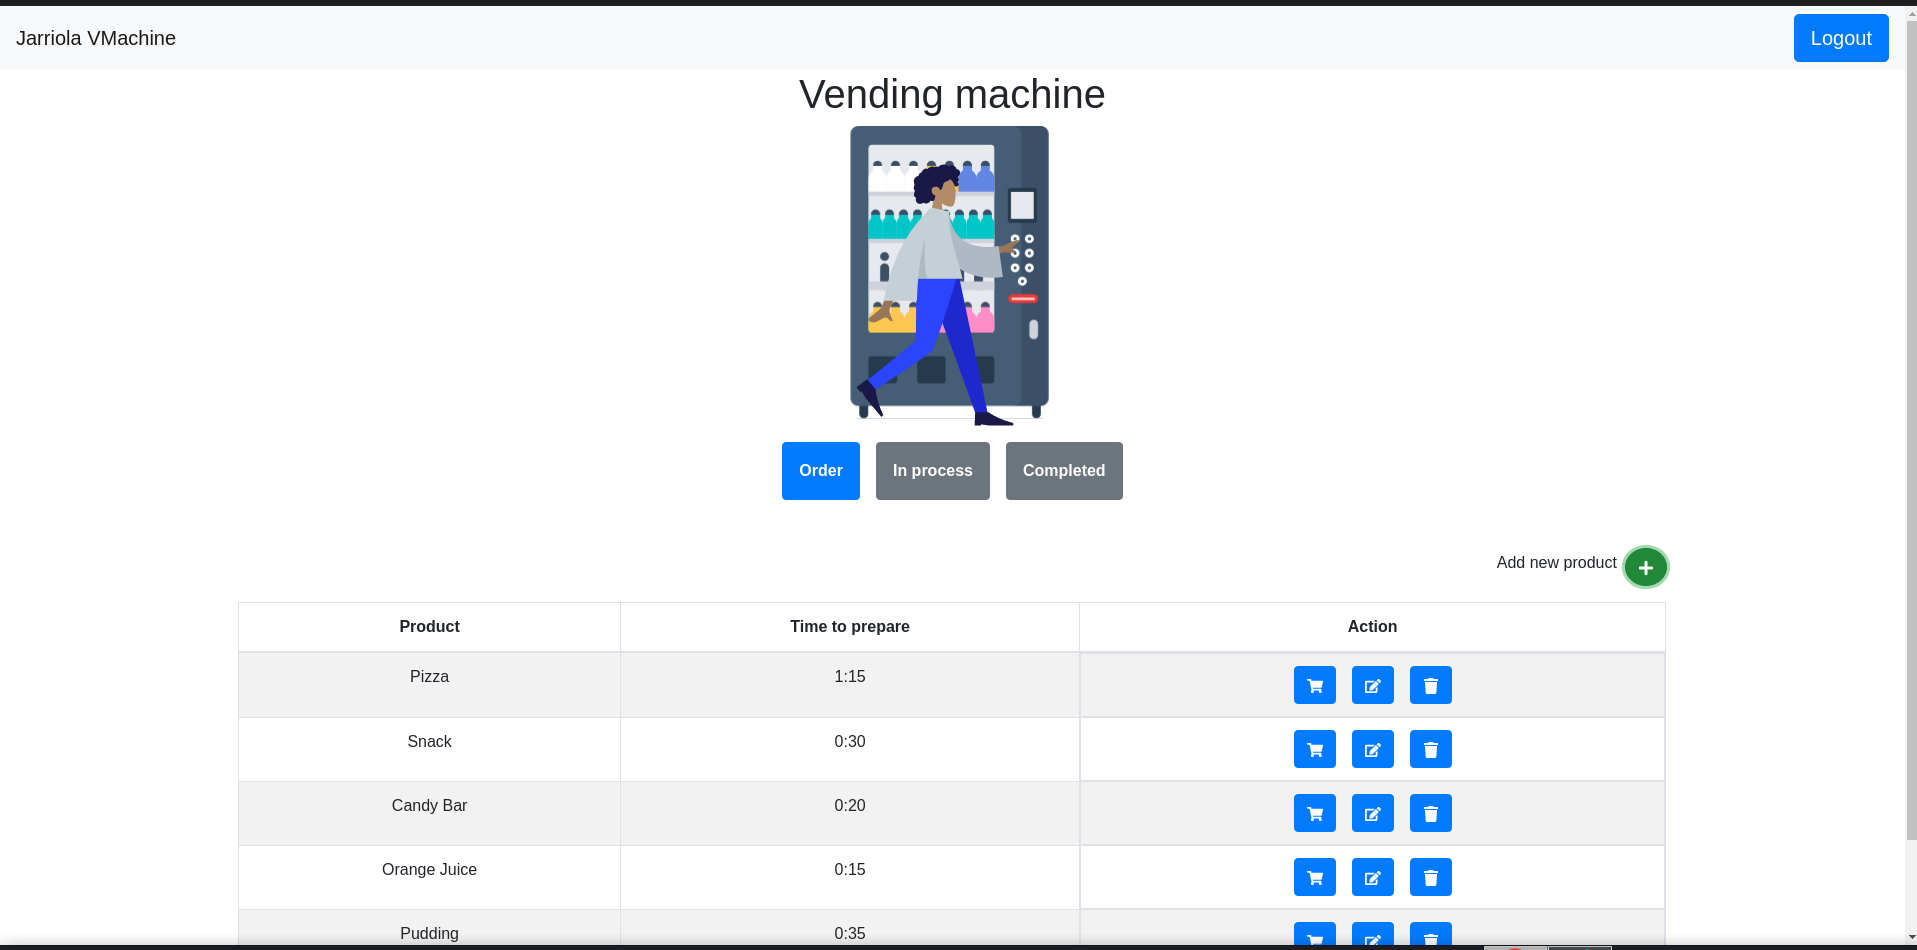 Jarriola VMachine
Logout
Vending machine
Order
In process
Completed
Add new product
Product Time to prepare Action
Pizza 1:15
Snack 0:30
Candy Bar 0:20
Orange Juice 0:15
Pudding 0:35